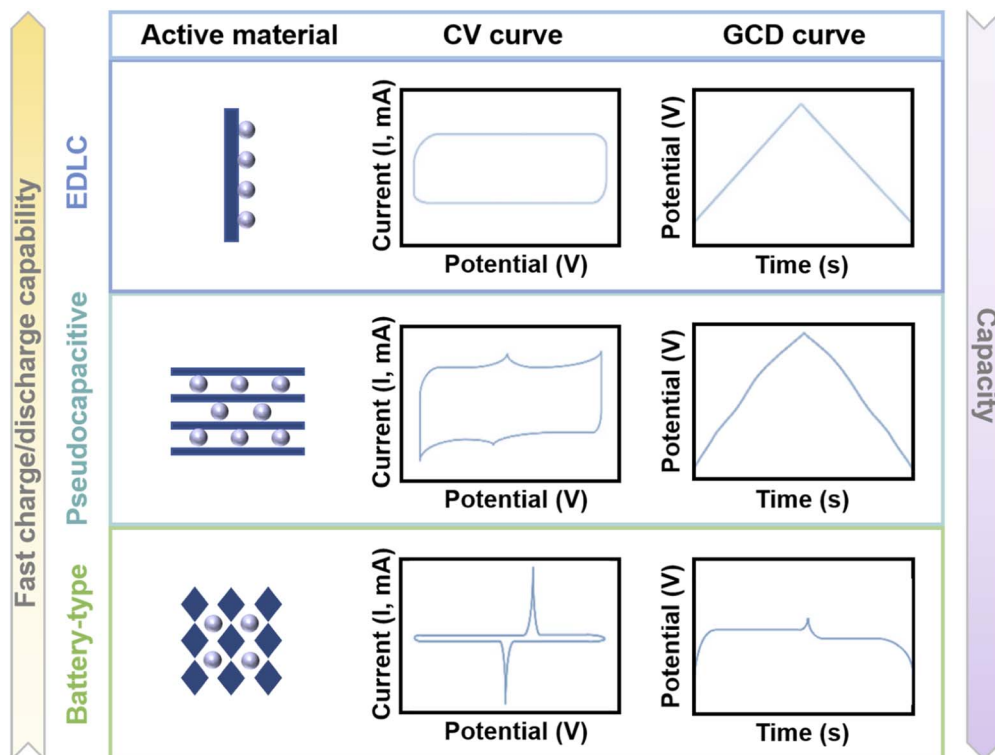 Active material
CV curve
GCD curve
Fast charge/discharge capability
EDLC
Current (I, mA)
Potential (V)
Potential (V)
Time (s)
Pseudocapacitive
Current (I, mA)
Potential (V)
Potential (V)
Time (s)
Battery-type
Current (I, mA)
Potential (V)
Potential (V)
Time (s)
Capacity